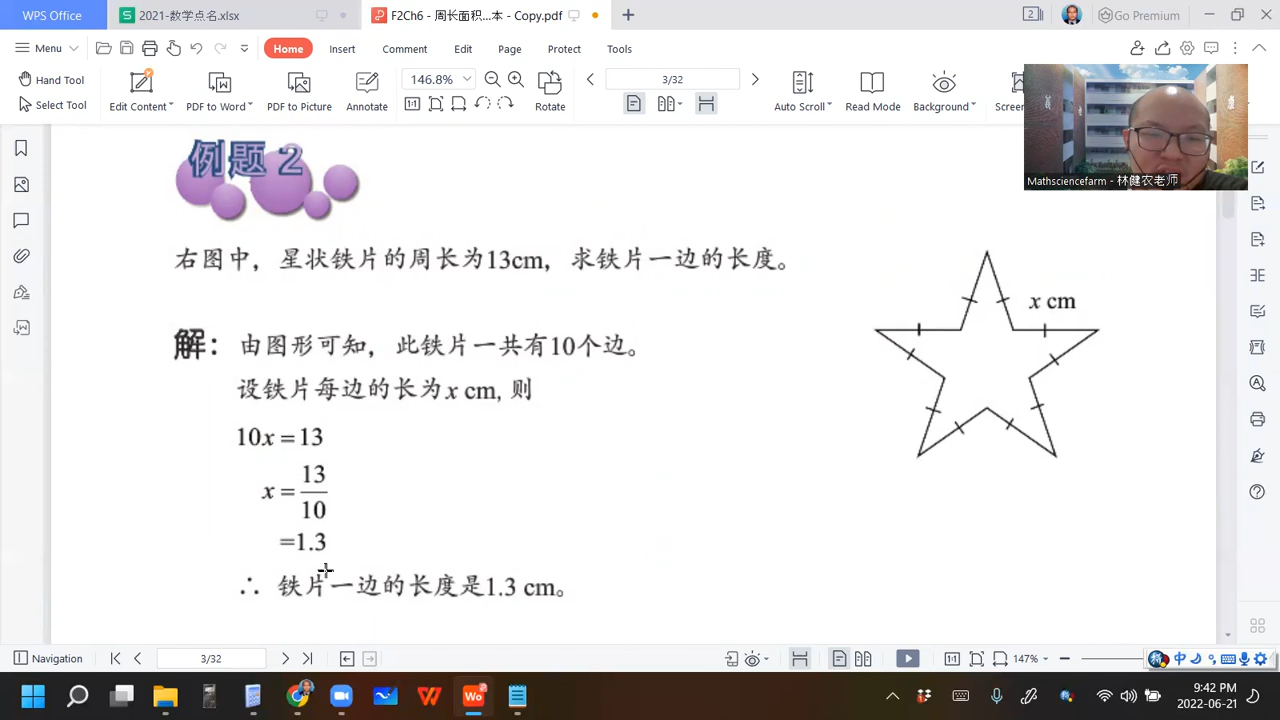 WPS Office
2021-数学点名.xlsx
F2Ch6 - 周长面积...本 - Copy.pdf
2
Go Premium
Menu
Home
Insert
Comment
Edit
Page
Protect
Tools
Hand Tool
Select Tool
Edit Content
PDF to Word
PDF to Picture
Annotate
146.8%
Rotate
3/32
Auto Scroll
Read Mode
Background
Screen
Mathsciencefarm - 林健农老师
例题 2
右图中，星状铁片的周长为13cm，求铁片一边的长度。
x cm
解：由图形可知，此铁片一共有10个边。
设铁片每边的长为x cm, 则
10x = 13
x = 13/10
=1.3
∴ 铁片一边的长度是1.3 cm。
Navigation
3/32
147%
中
9:42 PM
2022-06-21